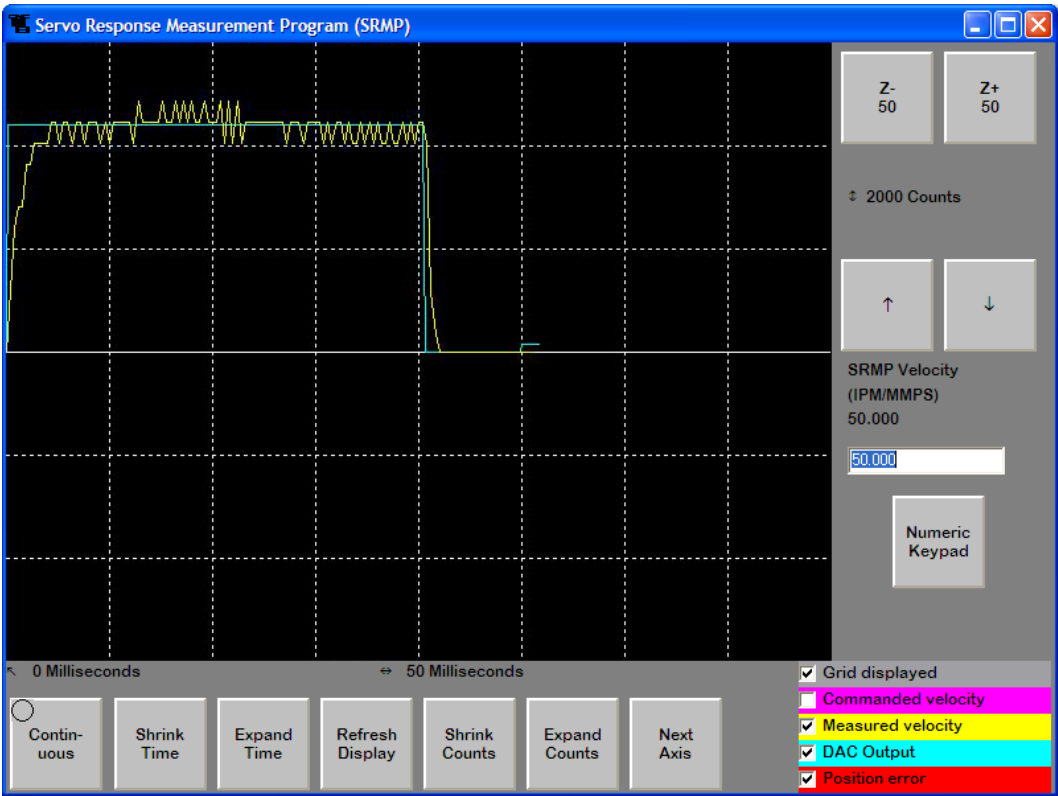 Servo Response Measurement Program (SRMP)
Z-
50
Z+
50
↕ 2000 Counts
↑
↓
SRMP Velocity
(IPM/MMPS)
50.000
50.000
Numeric
Keypad
↖ 0 Milliseconds
⇔ 50 Milliseconds
Contin-
uous
Shrink
Time
Expand
Time
Refresh
Display
Shrink
Counts
Expand
Counts
Next
Axis
Grid displayed
Commanded velocity
Measured velocity
DAC Output
Position error